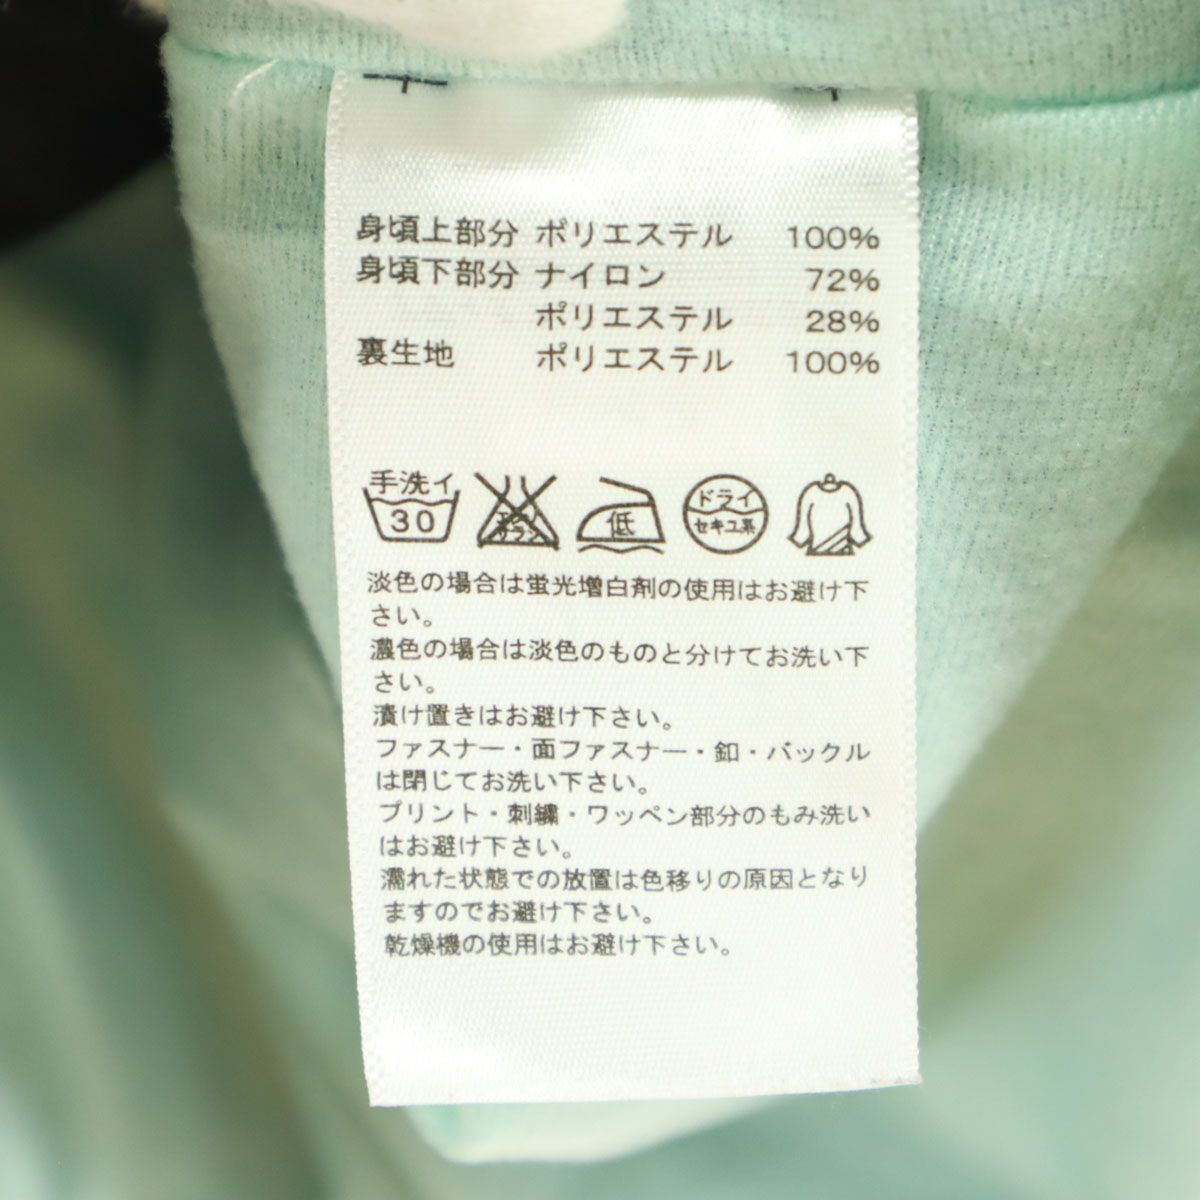 身頃上部分 ポリエステル 100%
身頃下部分 ナイロン 72%
ポリエステル 28%
裏生地 ポリエステル 100%
手洗イ
30
エンソ
サラシ
低
ドライ
セキユ系
淡色の場合は蛍光増白剤の使用はお避け下
さい。
濃色の場合は淡色のものと分けてお洗い下
さい。
漬け置きはお避け下さい。
ファスナー・面ファスナー・釦・バックル
は閉じてお洗い下さい。
プリント・刺繍・ワッペン部分のもみ洗い
はお避け下さい。
濡れた状態での放置は色移りの原因となり
ますのでお避け下さい。
乾燥機の使用はお避け下さい。